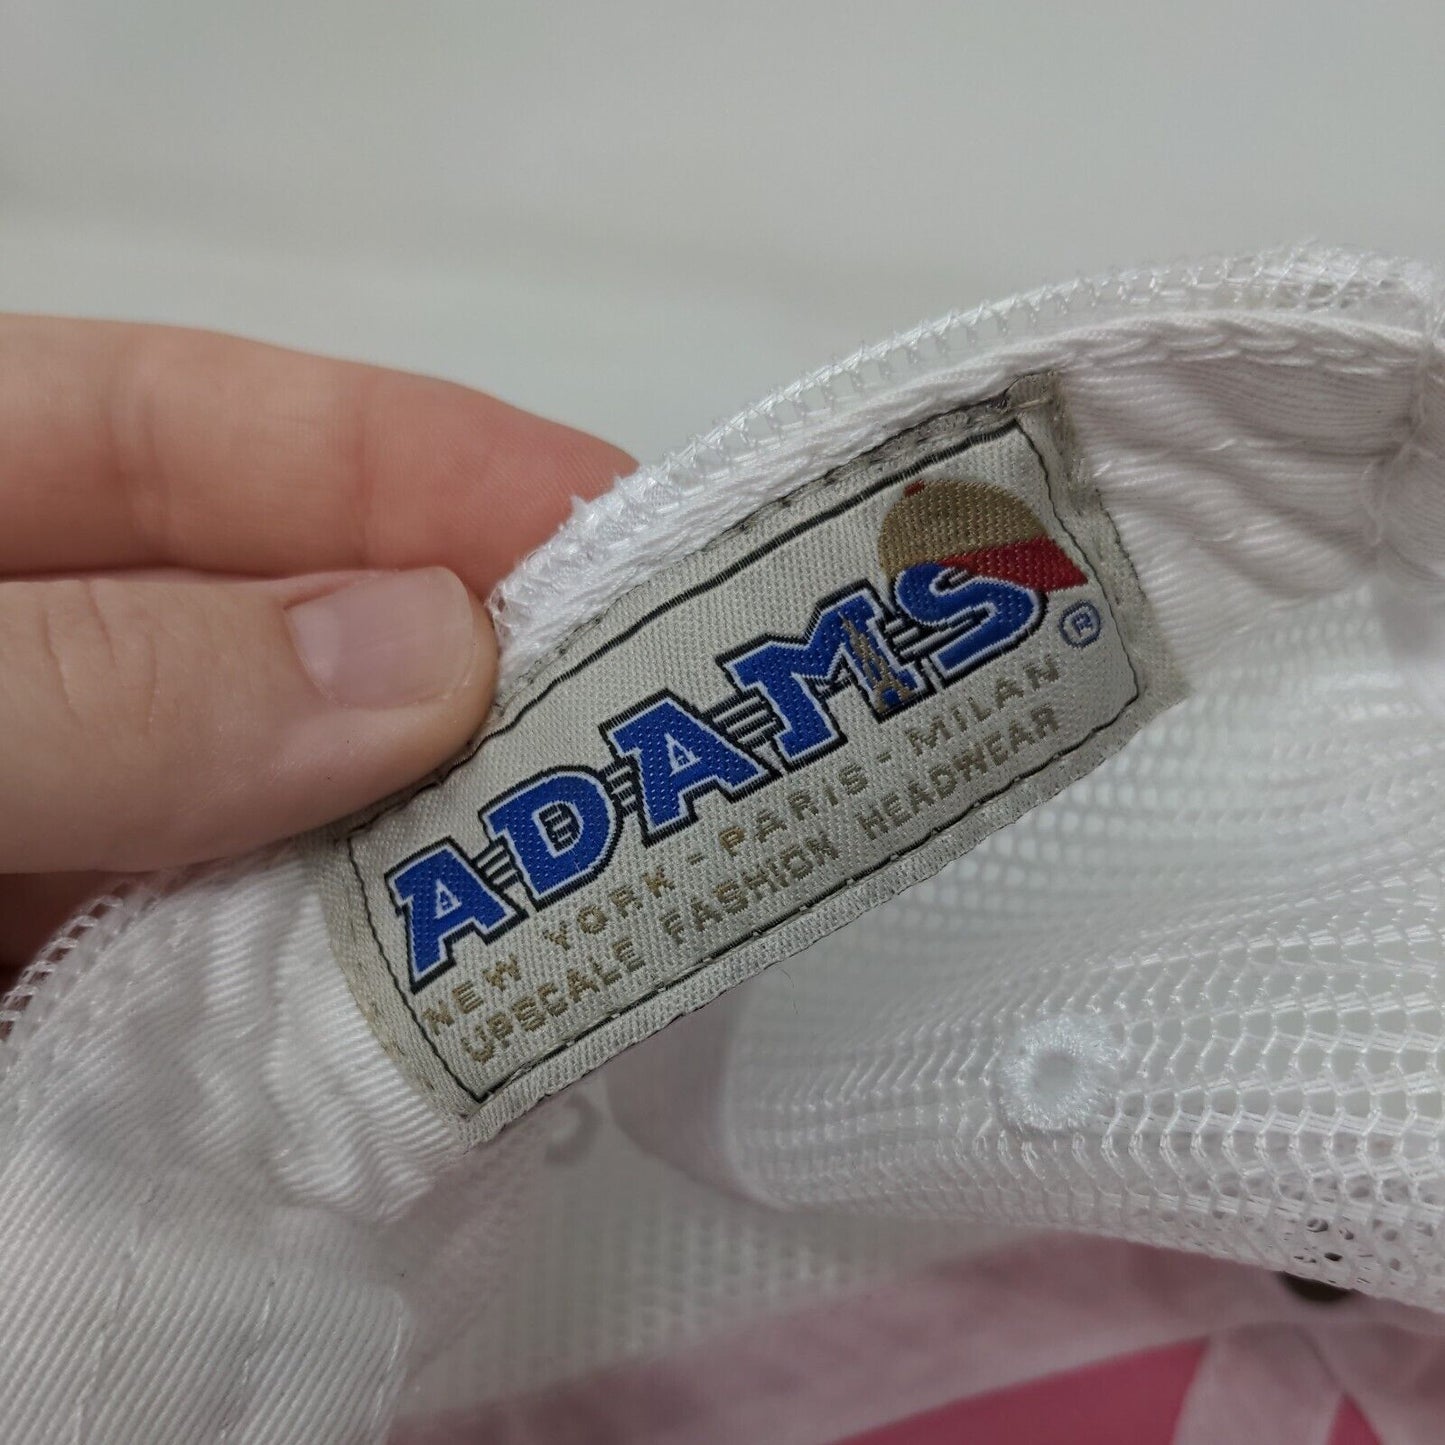 ADAMS ®
NEW YORK - PARIS - MILAN
UPSCALE FASHION HEADWEAR